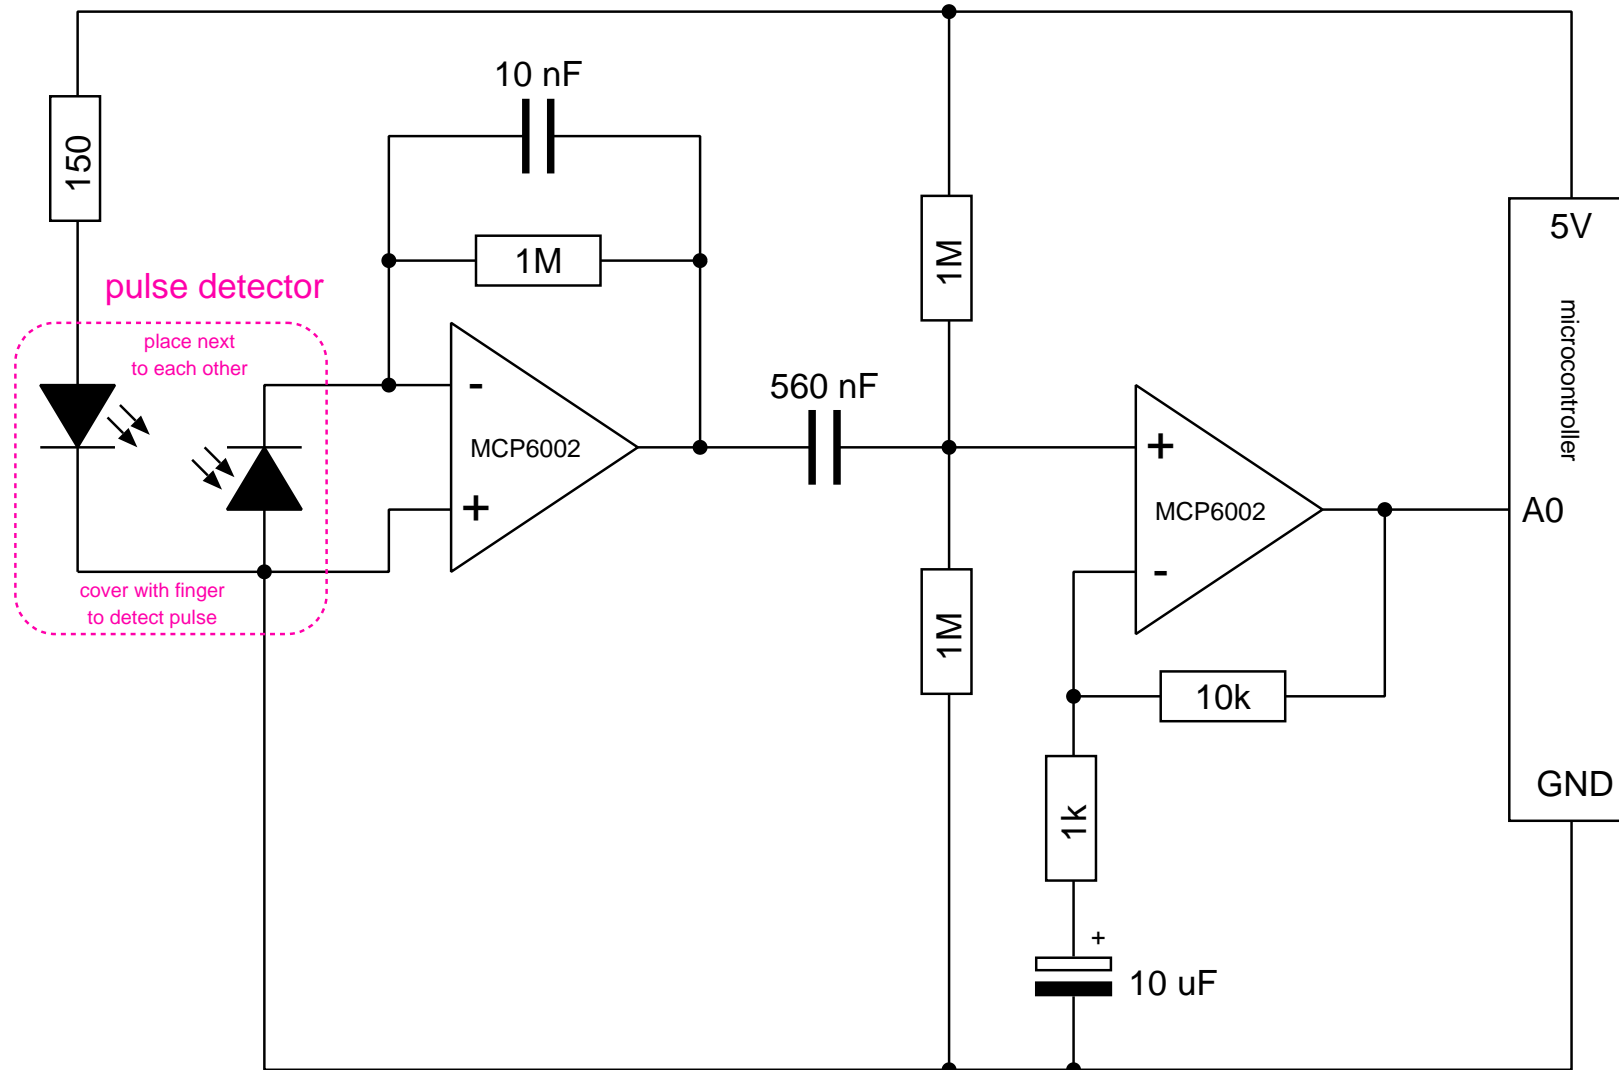 10 nF
150
1M
1M
5V
pulse detector
microcontroller
place next
to each other
-
560 nF
MCP6002
+
+
A0
MCP6002
-
cover with finger
to detect pulse
1M
10k
GND
1k
+
10 uF